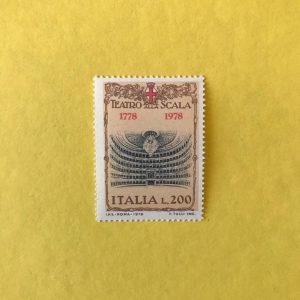 TEATRO ALLA SCALA
1778 1978
ITALIA L.200
I.P.S.-ROMA-1978 F. TULLI INC.